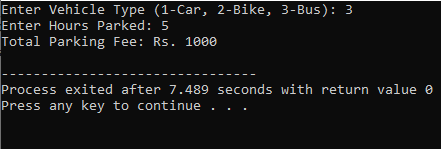 Enter Vehicle Type (1-Car, 2-Bike, 3-Bus): 3
Enter Hours Parked: 5
Total Parking Fee: Rs. 1000
--------------------------------
Process exited after 7.489 seconds with return value 0
Press any key to continue . . .